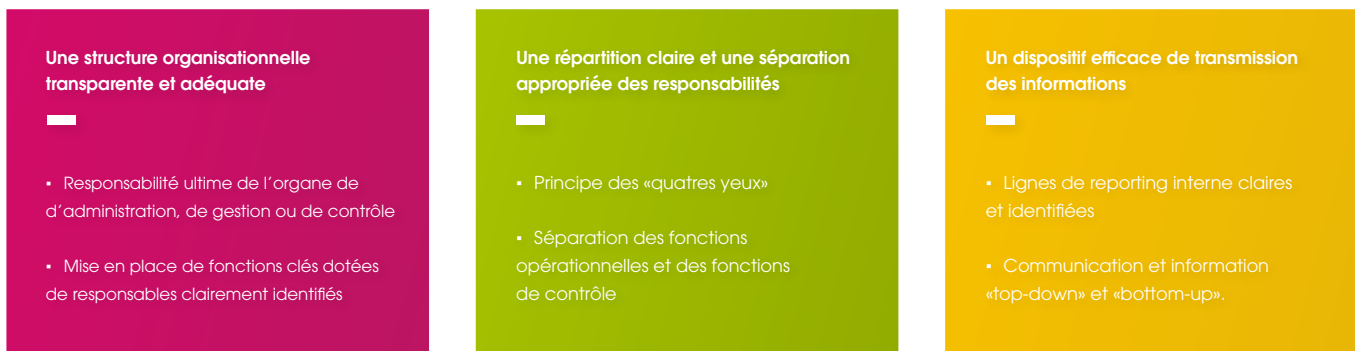 Une structure organisationnelle
transparente et adéquate
▪ Responsabilité ultime de l’organe de
d’administration, de gestion ou de contrôle
▪ Mise en place de fonctions clés dotées
de responsables clairement identifiés
Une répartition claire et une séparation
appropriée des responsabilités
▪ Principe des «quatres yeux»
▪ Séparation des fonctions
opérationnelles et des fonctions
de contrôle
Un dispositif efficace de transmission
des informations
▪ Lignes de reporting interne claires
et identifiées
▪ Communication et information
«top-down» et «bottom-up».